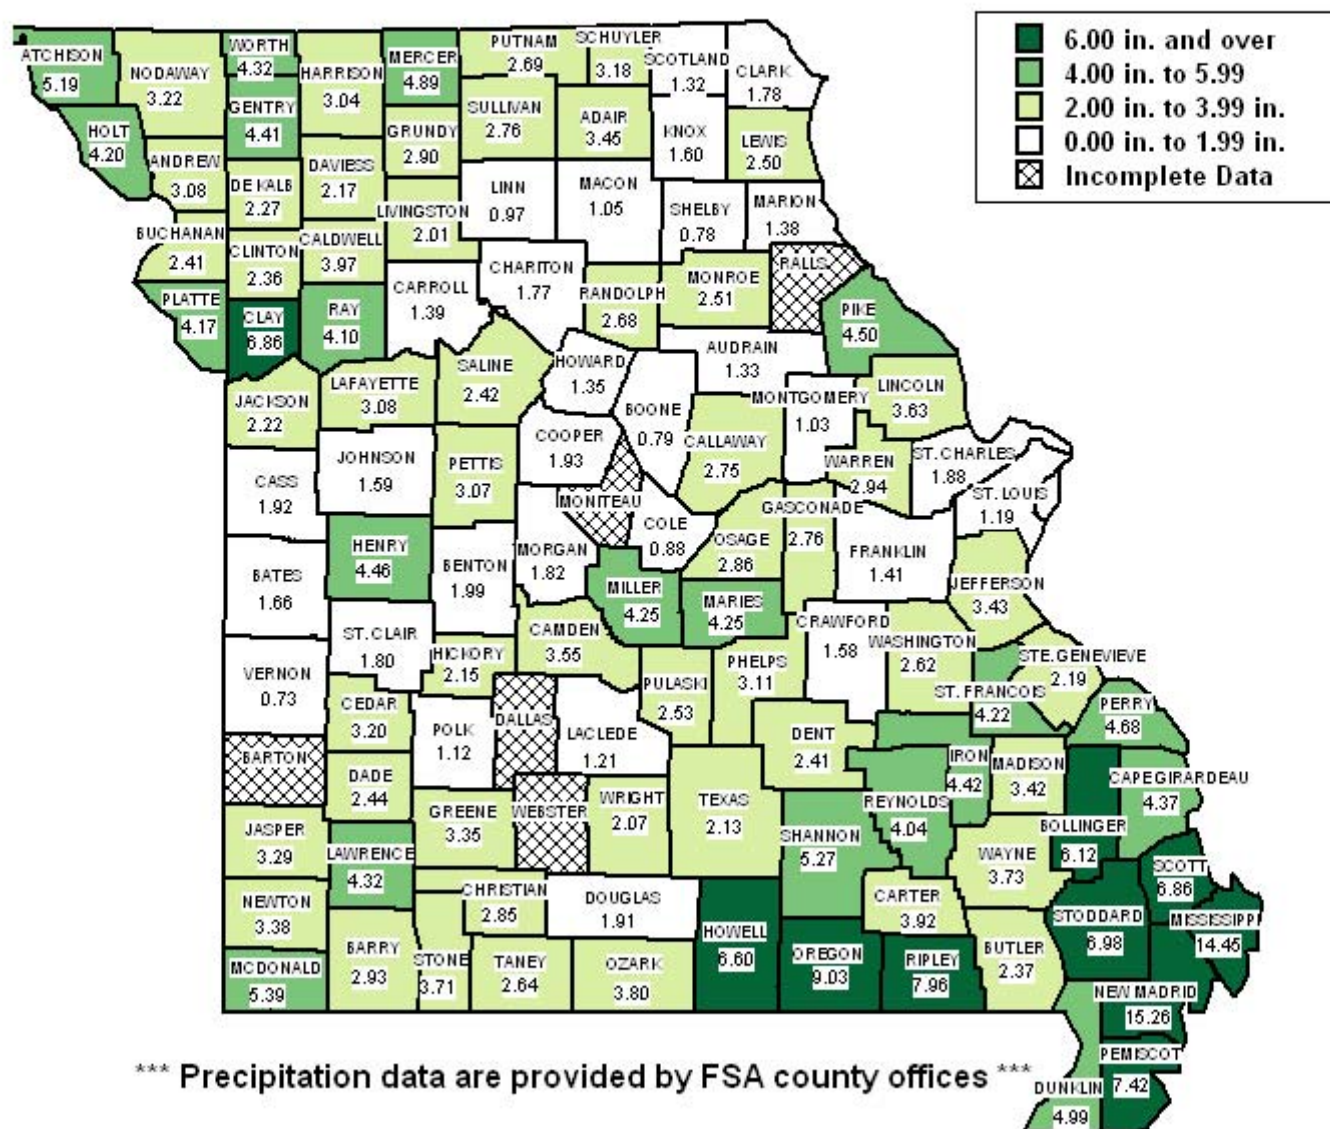 6.00 in. and over
4.00 in. to 5.99
2.00 in. to 3.99 in.
0.00 in. to 1.99 in.
Incomplete Data
ATCHISON
5.19
NODAWAY
3.22
WORTH
4.32
HARRISON
3.04
MERCER
4.89
PUTNAM
2.69
SCHUYLER
3.18
SCOTLAND
1.32
CLARK
1.78
HOLT
4.20
GENTRY
4.41
GRUNDY
2.90
SULLIVAN
2.76
ADAIR
3.45
KNOX
1.60
LEWIS
2.50
ANDREW
3.08
DE KALB
2.27
DAVIESS
2.17
LIVINGSTON
2.01
LINN
0.97
MACON
1.05
SHELBY
0.78
MARION
1.38
BUCHANAN
2.41
CLINTON
2.36
CALDWELL
3.97
CARROLL
1.39
CHARITON
1.77
RANDOLPH
2.68
MONROE
2.51
RALLS
PLATTE
4.17
CLAY
6.86
RAY
4.10
PIKE
4.50
JACKSON
2.22
LAFAYETTE
3.08
SALINE
2.42
HOWARD
1.35
BOONE
0.79
AUDRAIN
1.33
MONTGOMERY
1.03
LINCOLN
3.63
CASS
1.92
JOHNSON
1.59
PETTIS
3.07
COOPER
1.93
MONITEAU
CALLAWAY
2.75
WARREN
2.94
ST. CHARLES
1.88
ST. LOUIS
1.19
BATES
1.66
HENRY
4.46
BENTON
1.99
MORGAN
1.82
COLE
0.88
OSAGE
2.86
GASCONADE
2.76
FRANKLIN
1.41
JEFFERSON
3.43
MILLER
4.25
MARIES
4.25
VERNON
0.73
ST. CLAIR
1.80
HICKORY
2.15
CAMDEN
3.55
PULASKI
2.53
PHELPS
3.11
CRAWFORD
1.58
WASHINGTON
2.62
STE. GENEVIEVE
2.19
ST. FRANCOIS
4.22
PERRY
4.68
CEDAR
3.20
POLK
1.12
DALLAS
LACLEDE
1.21
DENT
2.41
IRON
4.42
MADISON
3.42
CAPE GIRARDEAU
4.37
BARTON
DADE
2.44
GREENE
3.35
WEBSTER
WRIGHT
2.07
TEXAS
2.13
SHANNON
5.27
REYNOLDS
4.04
BOLLINGER
6.12
JASPER
3.29
LAWRENCE
4.32
WAYNE
3.73
SCOTT
6.86
NEWTON
3.38
CHRISTIAN
2.85
DOUGLAS
1.91
CARTER
3.92
STODDARD
6.98
MISSISSIPPI
14.45
MCDONALD
5.39
BARRY
2.93
STONE
3.71
TANEY
2.64
OZARK
3.80
HOWELL
6.60
OREGON
9.03
RIPLEY
7.96
BUTLER
2.37
NEW MADRID
15.26
PEMISCOT
7.42
DUNKLIN
4.99
*** Precipitation data are provided by FSA county offices ***